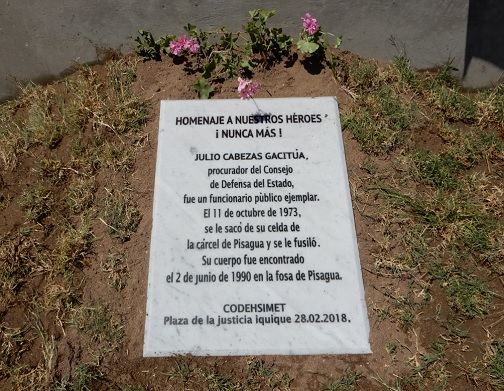 HOMENAJE A NUESTROS HÉROES
¡ NUNCA MÁS !
JULIO CABEZAS GACITÚA,
procurador del Consejo
de Defensa del Estado,
fue un funcionario público ejemplar.
El 11 de octubre de 1973,
se le sacó de su celda de
la cárcel de Pisagua y se le fusiló.
Su cuerpo fue encontrado
el 2 de junio de 1990 en la fosa de Pisagua.
CODEHSIMET
Plaza de la justicia iquique 28.02.2018.